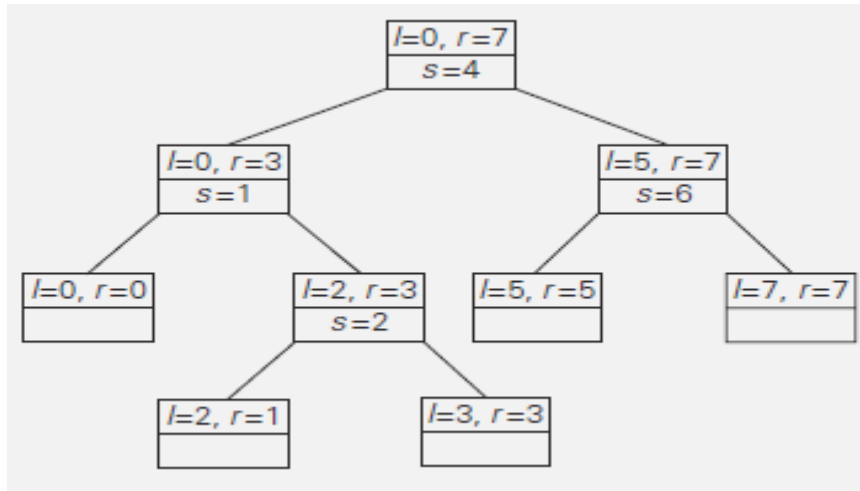 l=0, r=7
s=4
l=0, r=3
s=1
l=5, r=7
s=6
l=0, r=0
l=2, r=3
s=2
l=5, r=5
l=7, r=7
l=2, r=1
l=3, r=3